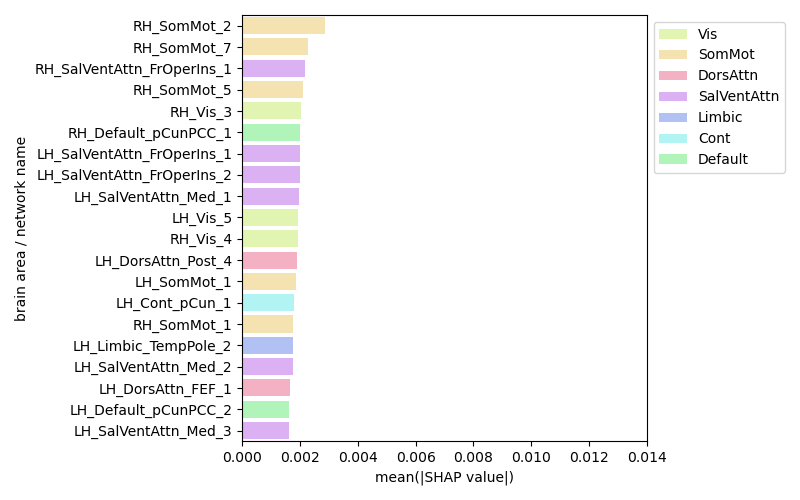 RH_SomMot_2
RH_SomMot_7
RH_SalVentAttn_FrOperIns_1
RH_SomMot_5
RH_Vis_3
RH_Default_pCunPCC_1
LH_SalVentAttn_FrOperIns_1
LH_SalVentAttn_FrOperIns_2
LH_SalVentAttn_Med_1
LH_Vis_5
RH_Vis_4
LH_DorsAttn_Post_4
LH_SomMot_1
LH_Cont_pCun_1
RH_SomMot_1
LH_Limbic_TempPole_2
LH_SalVentAttn_Med_2
LH_DorsAttn_FEF_1
LH_Default_pCunPCC_2
LH_SalVentAttn_Med_3
brain area / network name
0.000 0.002 0.004 0.006 0.008 0.010 0.012 0.014
mean(|SHAP value|)
Vis
SomMot
DorsAttn
SalVentAttn
Limbic
Cont
Default